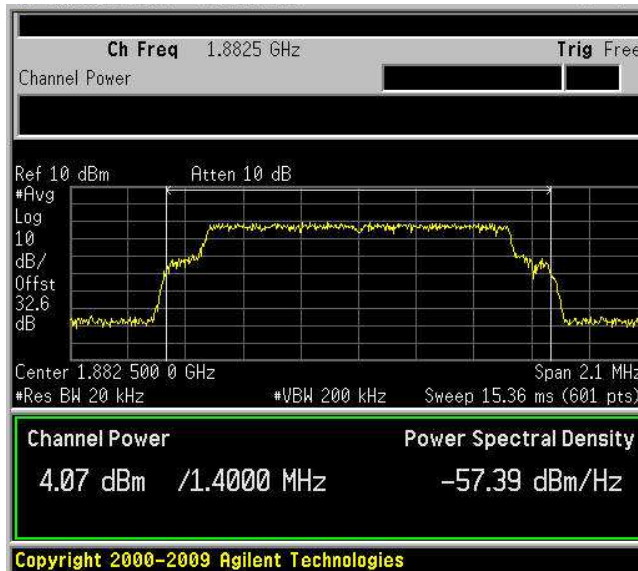 Ch Freq 1.8825 GHz Trig Free
Channel Power
Ref 10 dBm Atten 10 dB
#Avg
Log
10
dB/
Offst
32.6
dB
Center 1.882 500 0 GHz Span 2.1 MHz
#Res BW 20 kHz #VBW 200 kHz Sweep 15.36 ms (601 pts)
Channel Power Power Spectral Density
4.07 dBm /1.4000 MHz -57.39 dBm/Hz
Copyright 2000-2009 Agilent Technologies